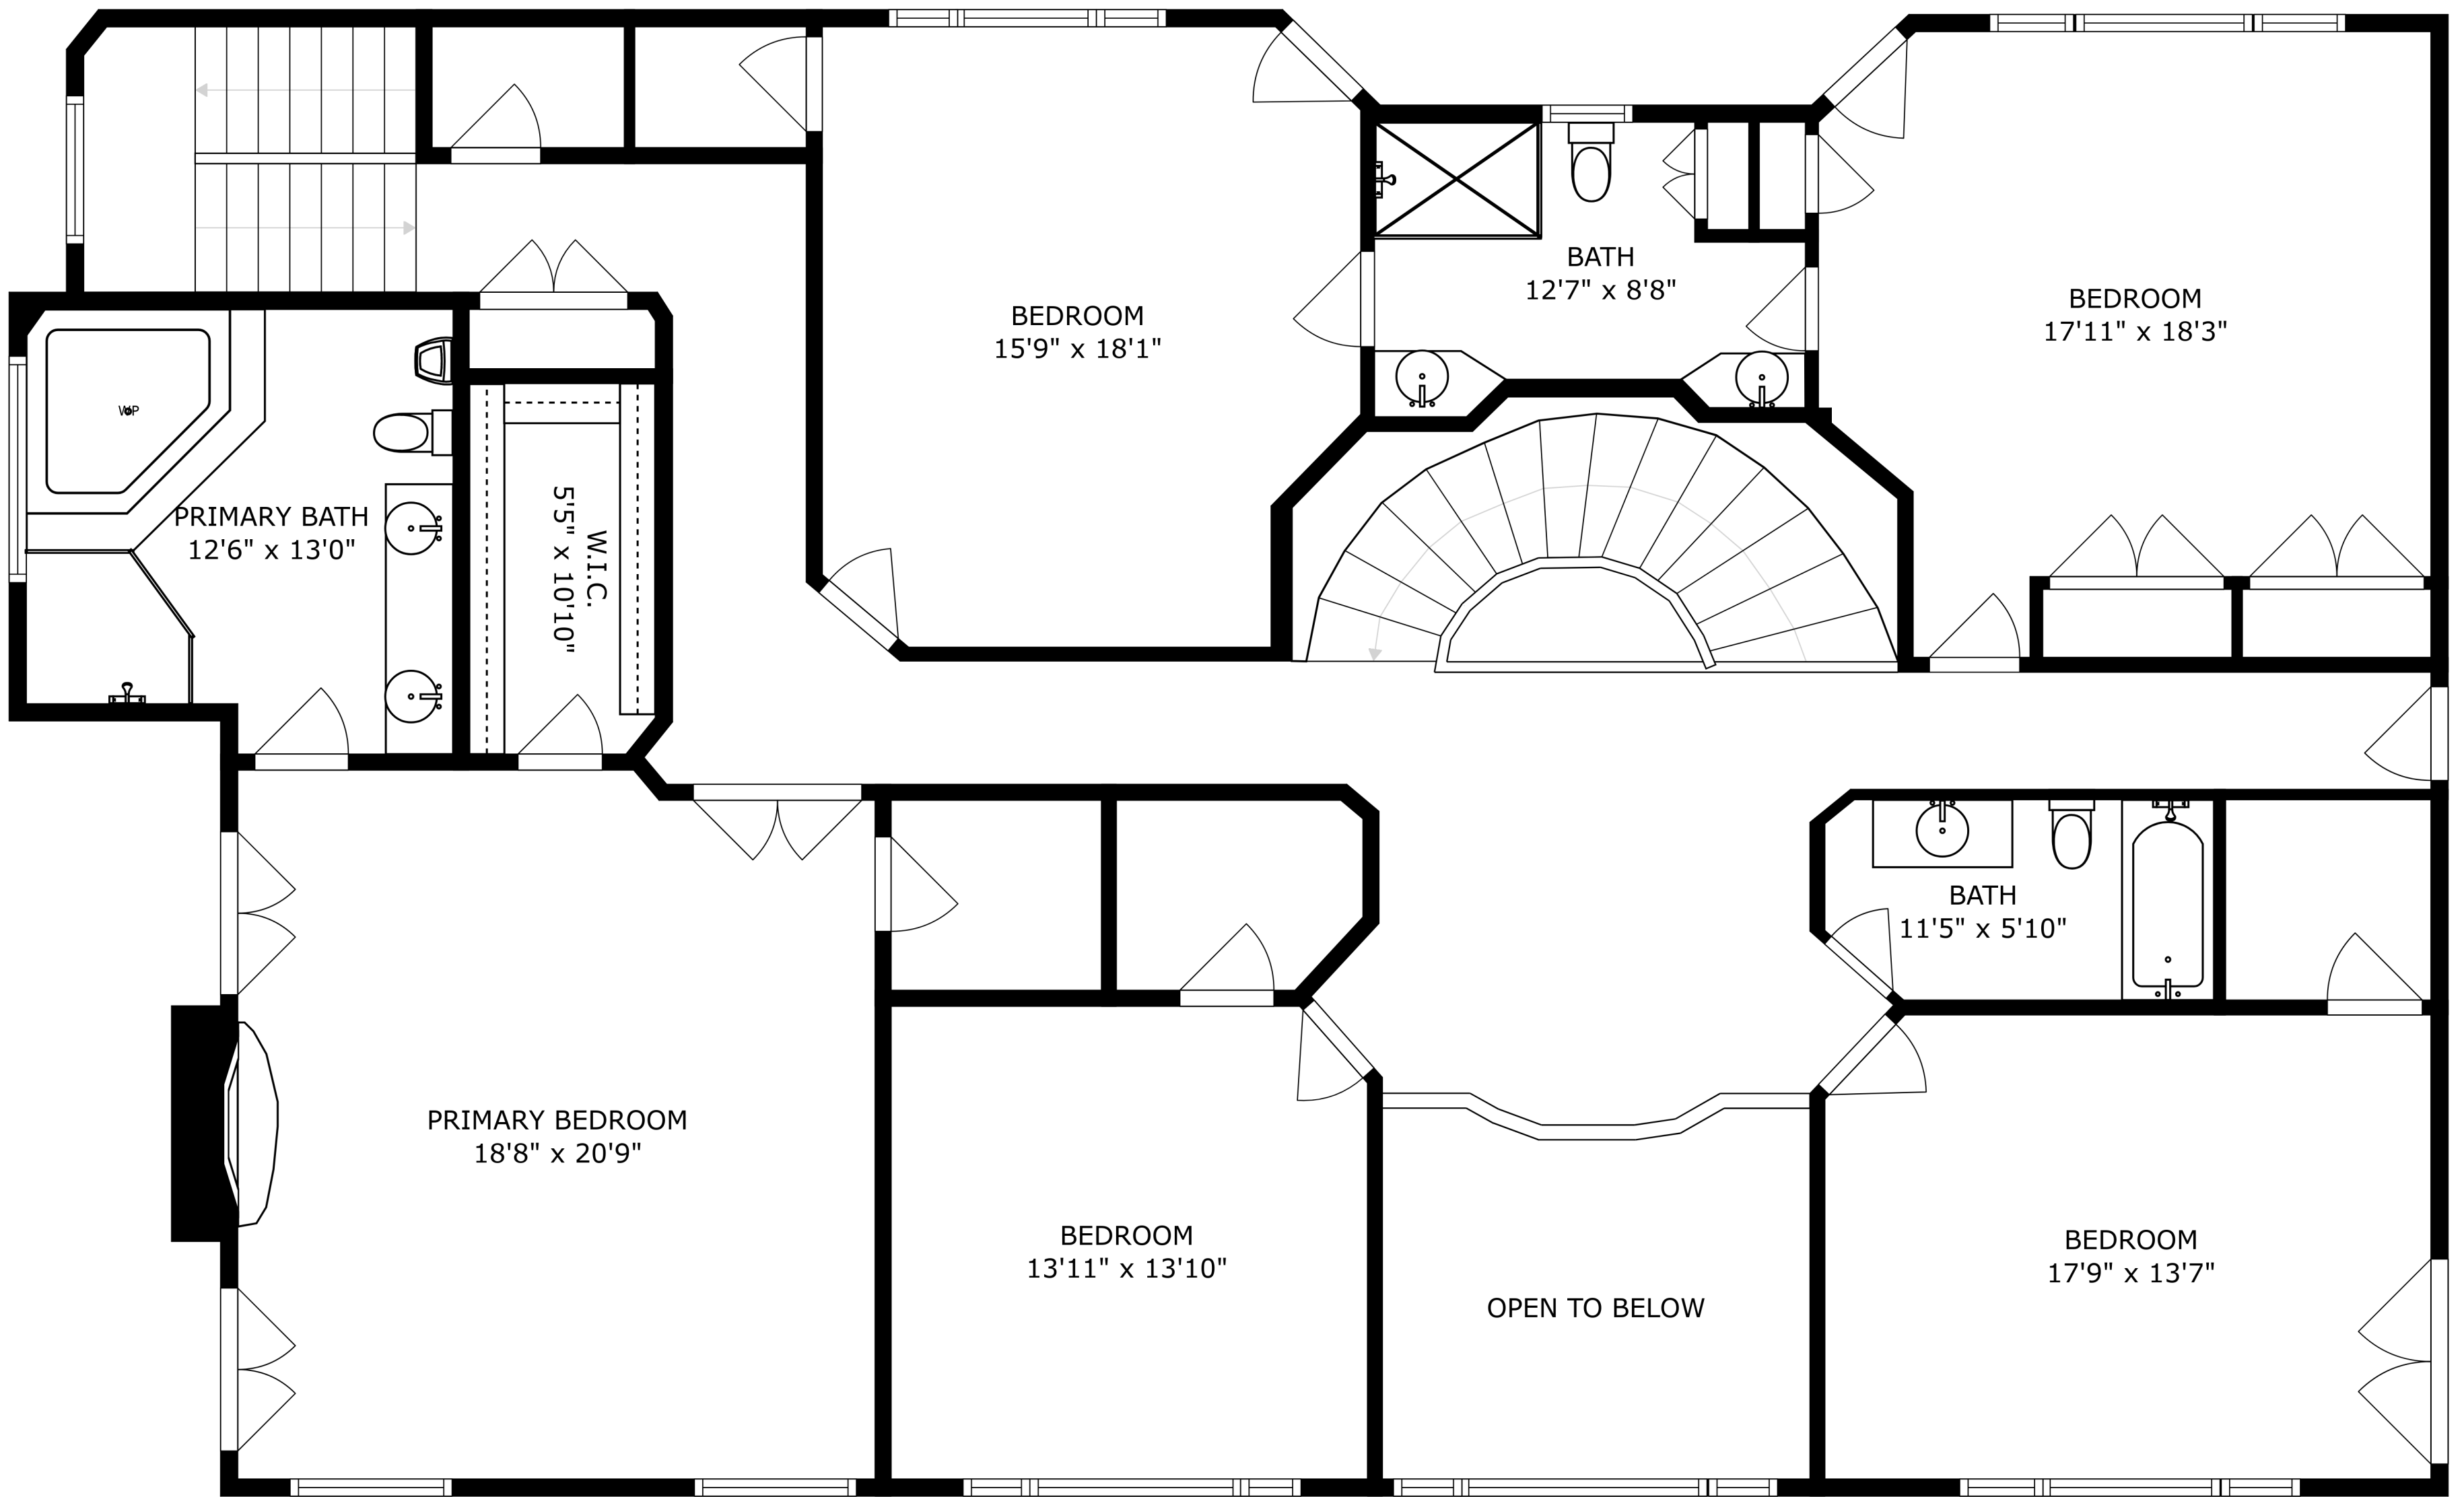 BEDROOM
15'9" x 18'1"
BATH
12'7" x 8'8"
BEDROOM
17'11" x 18'3"
WP
PRIMARY BATH
12'6" x 13'0"
W.I.C.
5'5" x 10'10"
BATH
11'5" x 5'10"
PRIMARY BEDROOM
18'8" x 20'9"
BEDROOM
13'11" x 13'10"
OPEN TO BELOW
BEDROOM
17'9" x 13'7"